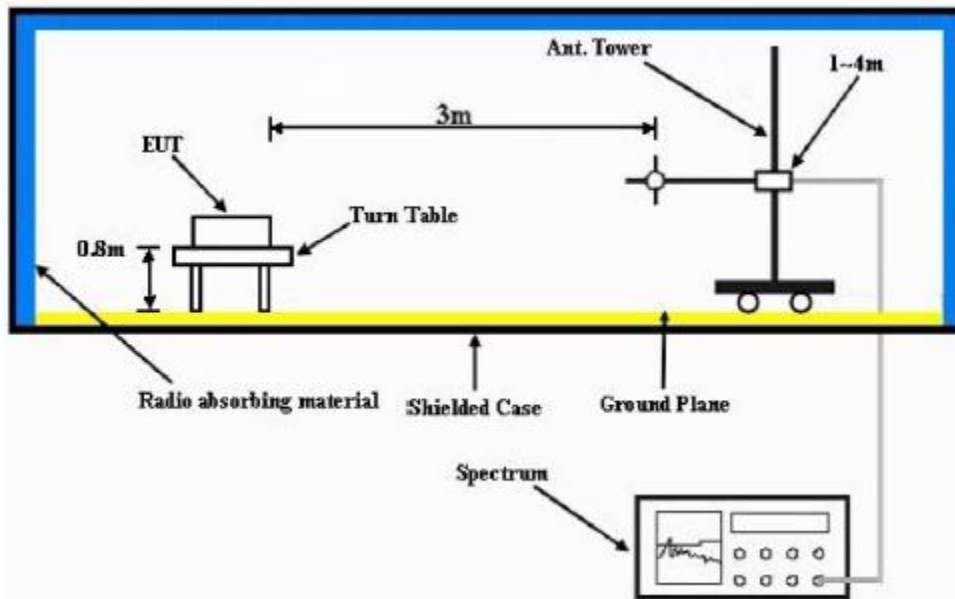 Ant. Tower
1~4m
3m
EUT
Turn Table
0.8m
Radio absorbing material
Shielded Case
Ground Plane
Spectrum